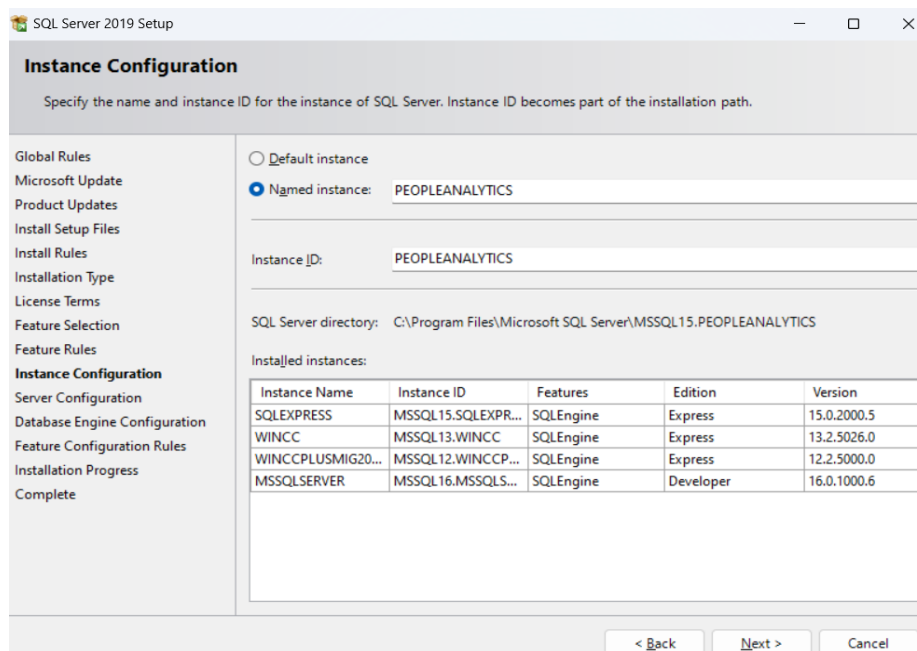 SQL Server 2019 Setup
Instance Configuration
Specify the name and instance ID for the instance of SQL Server. Instance ID becomes part of the installation path.
Global Rules
Microsoft Update
Product Updates
Install Setup Files
Install Rules
Installation Type
License Terms
Feature Selection
Feature Rules
Instance Configuration
Server Configuration
Database Engine Configuration
Feature Configuration Rules
Installation Progress
Complete
Default instance
Named instance: PEOPLEANALYTICS
Instance ID: PEOPLEANALYTICS
SQL Server directory: C:\Program Files\Microsoft SQL Server\MSSQL15.PEOPLEANALYTICS
Installed instances:
Instance Name Instance ID Features Edition Version
SQLEXPRESS MSSQL15.SQLEXPR... SQLEngine Express 15.0.2000.5
WINCC MSSQL13.WINCC SQLEngine Express 13.2.5026.0
WINCCPLUSMIG20... MSSQL12.WINCCP... SQLEngine Express 12.2.5000.0
MSSQLSERVER MSSQL16.MSSQLS... SQLEngine Developer 16.0.1000.6
< Back Next > Cancel